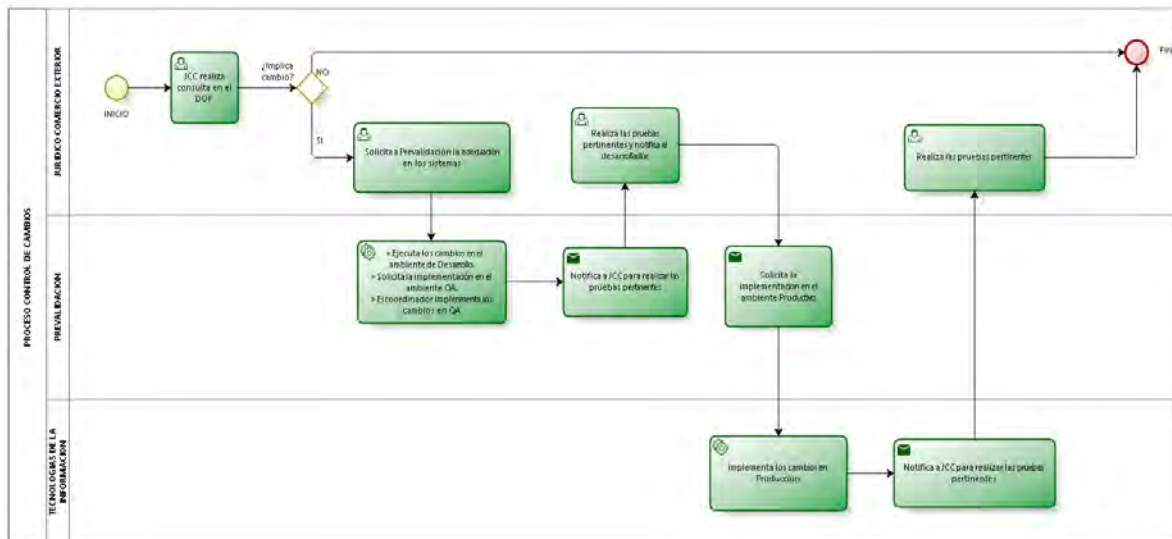 PROCESO CONTROL DE CAMBIOS
JURIDICO COMERCIO EXTERIOR
INICIO
JCC realiza
consulta en el
DOF
¿Implica
cambio?
NO
SI
FIN
Solicita a Prevalidación la adecuación
en los sistemas
Realiza las pruebas
pertinentes y notifica al
desarrollador
Realiza las pruebas pertinentes
PREVALIDACION
» Ejecuta los cambios en el
ambiente de Desarrollo.
» Solicita la implementación en el
ambiente QA.
» El coordinador implementa los
cambios en QA
Notifica a JCC para realizar las
pruebas pertinentes
Solicita la
implementación en el
ambiente Productivo.
TECNOLOGIAS DE LA
INFORMACION
Implementa los cambios en
Produccion
Notifica a JCC para realizar las pruebas
pertinentes